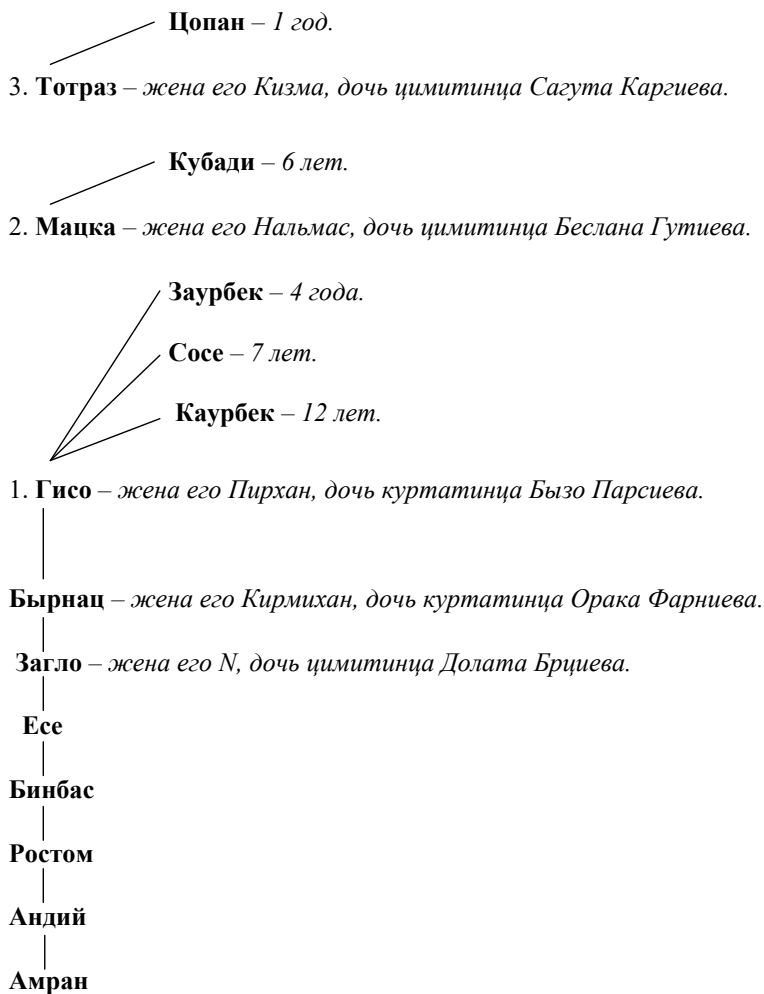 Цопан – 1 год.
3. Тотраз – жена его Кизма, дочь цимитинца Сагута Каргиева.
Кубади – 6 лет.
2. Мацка – жена его Нальмас, дочь цимитинца Беслана Гутиева.
Заурбек – 4 года.
Сосе – 7 лет.
Каурбек – 12 лет.
1. Гисо – жена его Пирхан, дочь куртатинца Бызо Парсиева.
Бырнац – жена его Кирмихан, дочь куртатинца Орака Фарниева.
Загло – жена его N, дочь цимитинца Долата Брциева.
Есе
Бинбас
Ростом
Андий
Амран